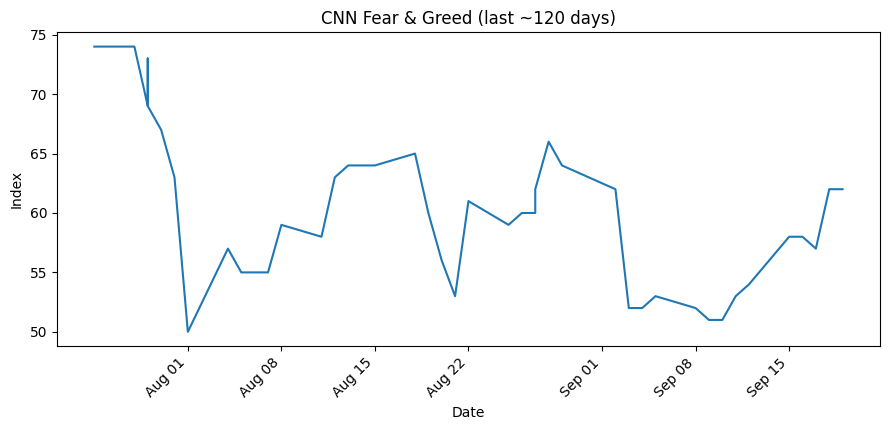 CNN Fear & Greed (last ~120 days)
Index
75
70
65
60
55
50
Aug 01
Aug 08
Aug 15
Aug 22
Sep 01
Sep 08
Sep 15
Date